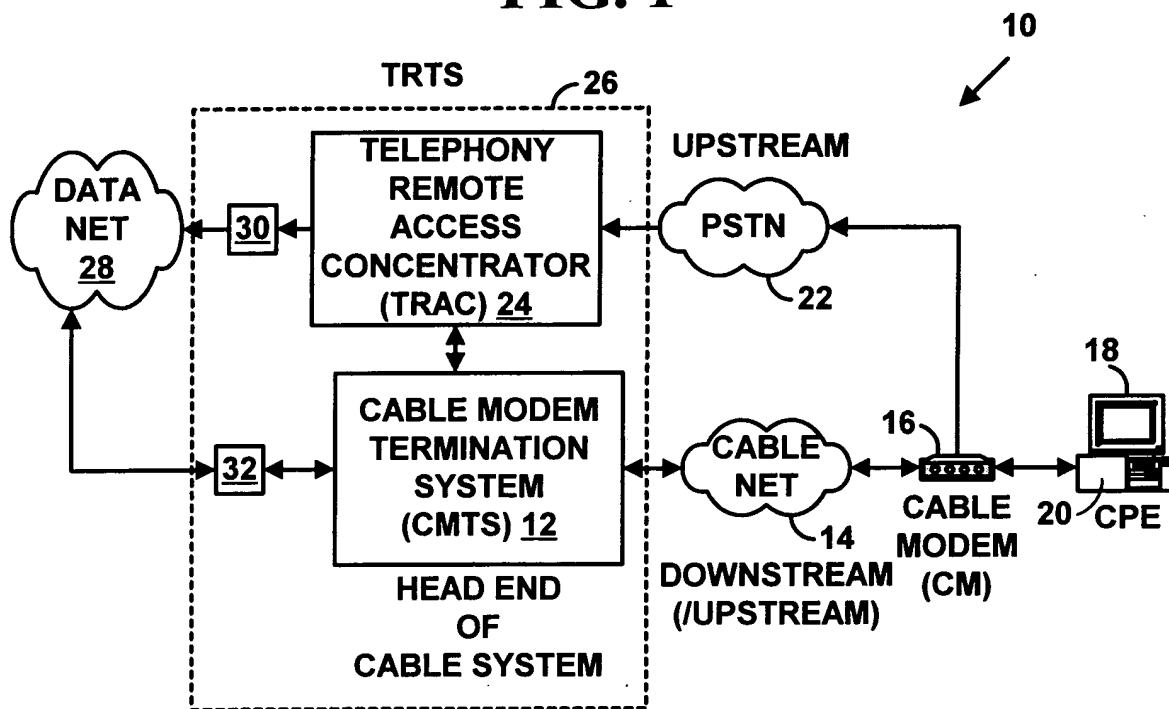 FIG. 1
10
TRTS
26
TELEPHONY
REMOTE
ACCESS
CONCENTRATOR
(TRAC) 24
UPSTREAM
PSTN
22
DATA
NET
28
30
18
CABLE MODEM
TERMINATION
SYSTEM
(CMTS) 12
32
CABLE
NET
14
16
20
CPE
CABLE
MODEM
(CM)
DOWNSTREAM
(/UPSTREAM)
HEAD END
OF
CABLE SYSTEM